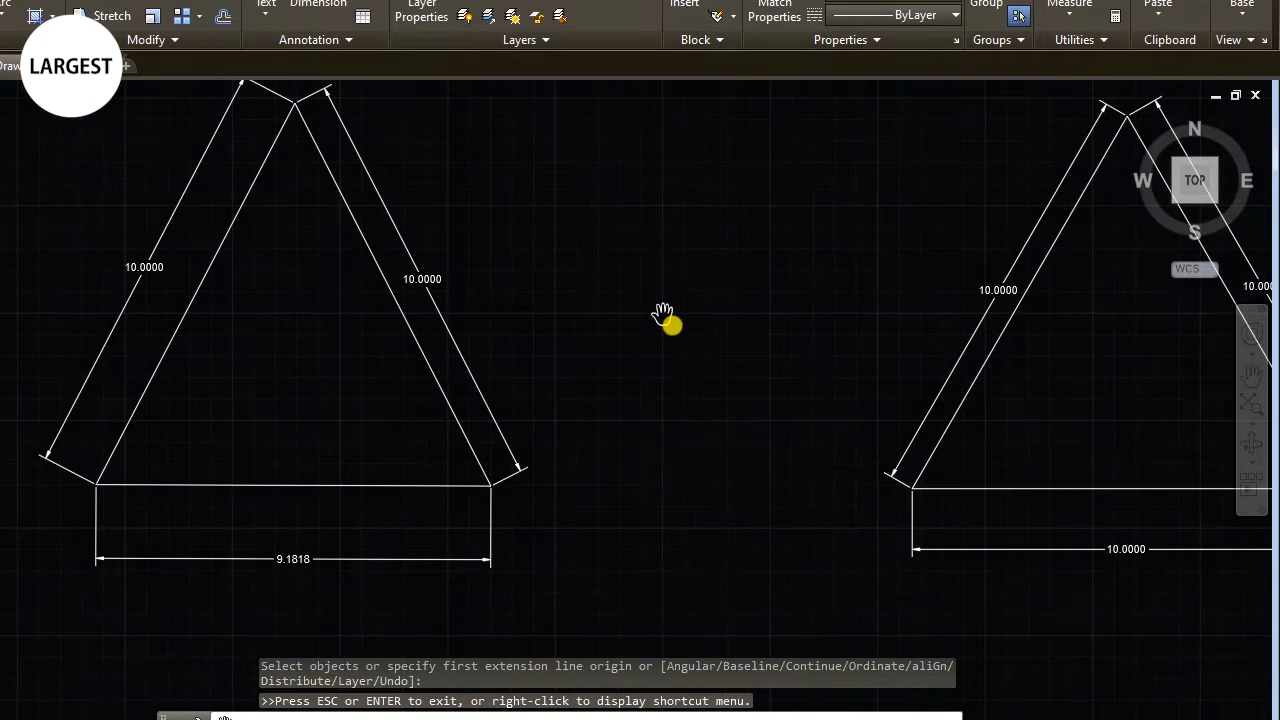 rc
Text
Dimension
Layer
Insert
Match
Group
Measure
Paste
Base
Stretch
Properties
Properties
ByLayer
Modify
Annotation
Layers
Block
Properties
Groups
Utilities
Clipboard
View
LARGEST
Draw
+
N
W
TOP
E
S
WCS
10.0000
10.0000
10.0000
10.00
9.1818
10.0000
Select objects or specify first extension line origin or [Angular/Baseline/Continue/Ordinate/aliGn/
Distribute/Layer/Undo]:
>>Press ESC or ENTER to exit, or right-click to display shortcut menu.